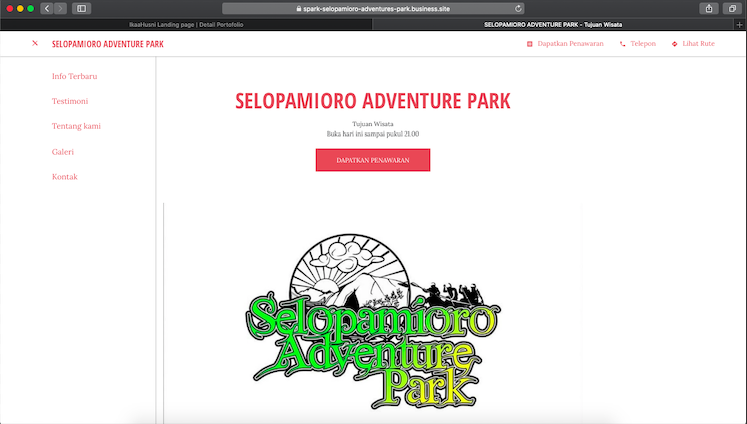 spark-selopamioro-adventures-park.business.site
IkaaHusni Landing page | Detail Portofolio
SELOPAMIORO ADVENTURE PARK - Tujuan Wisata
SELOPAMIORO ADVENTURE PARK
Dapatkan Penawaran
Telepon
Lihat Rute
Info Terbaru
Testimoni
Tentang kami
Galeri
Kontak
SELOPAMIORO ADVENTURE PARK
Tujuan Wisata
Buka hari ini sampai pukul 21.00
DAPATKAN PENAWARAN
Selopamioro
Adventure
Park